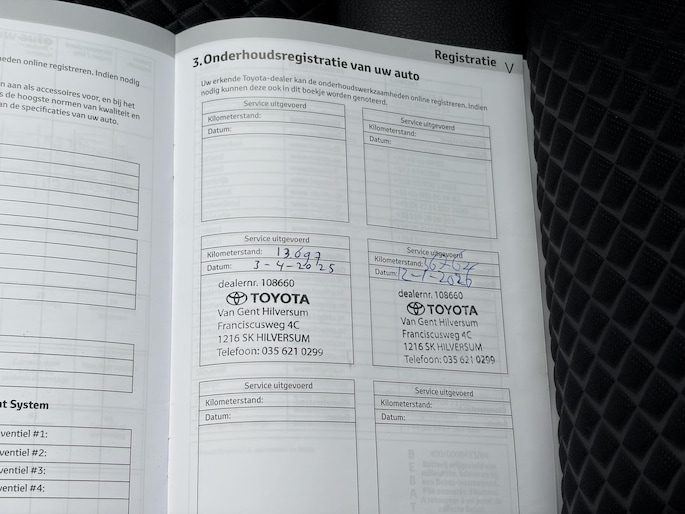 eden online registreren. Indien nodig
n aan als accessoires voor, en bij het
s de hoogste normen van kwaliteit en
an de specificaties van uw auto.
nt System
ventiel #1:
ventiel #2:
ventiel #3:
ventiel #4:
Registratie V
3.Onderhoudsregistratie van uw auto
Uw erkende Toyota-dealer kan de onderhoudswerkzaamheden online registreren. Indien
nodig kunnen deze ook in dit boekje worden genoteerd.
Service uitgevoerd
Kilometerstand:
Datum:
Service uitgevoerd
Kilometerstand:
Datum:
Service uitgevoerd
Kilometerstand: 13697
Datum: 3-4-2025
dealernr. 108660
TOYOTA
Van Gent Hilversum
Franciscusweg 4C
1216 SK HILVERSUM
Telefoon: 035 621 0299
Service uitgevoerd
Kilometerstand:
Datum: 2-1-2026
dealernr. 108660
TOYOTA
Van Gent Hilversum
Franciscusweg 4C
1216 SK HILVERSUM
Telefoon: 035 621 0299
Service uitgevoerd
Kilometerstand:
Datum:
Service uitgevoerd
Kilometerstand:
Datum: